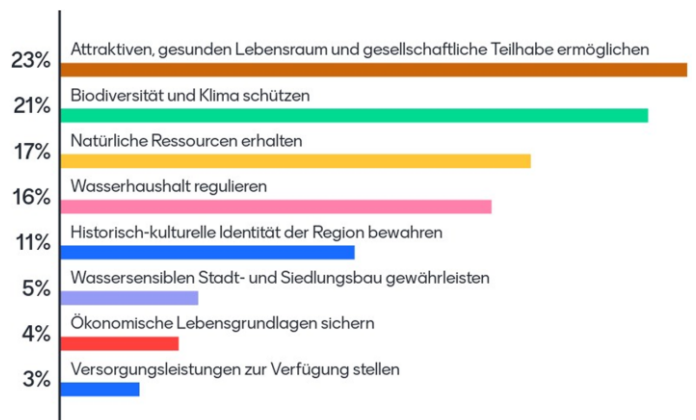 Attraktiven, gesunden Lebensraum und gesellschaftliche Teilhabe ermöglichen
23%
Biodiversität und Klima schützen
21%
Natürliche Ressourcen erhalten
17%
Wasserhaushalt regulieren
16%
Historisch-kulturelle Identität der Region bewahren
11%
Wassersensiblen Stadt- und Siedlungsbau gewährleisten
5%
Ökonomische Lebensgrundlagen sichern
4%
Versorgungsleistungen zur Verfügung stellen
3%